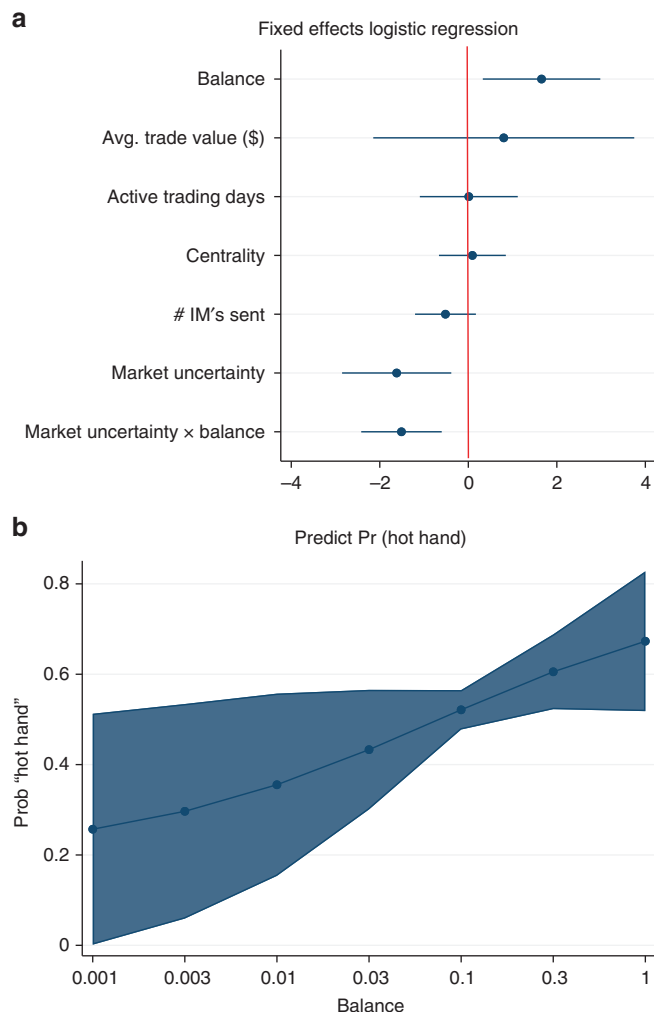 a
Fixed effects logistic regression
Balance
Avg. trade value ($)
Active trading days
Centrality
# IM′s sent
Market uncertainty
Market uncertainty × balance
–4 –2 0 2 4
b
Predict Pr (hot hand)
Prob “hot hand”
0.8
0.6
0.4
0.2
0
0.001 0.003 0.01 0.03 0.1 0.3 1
Balance